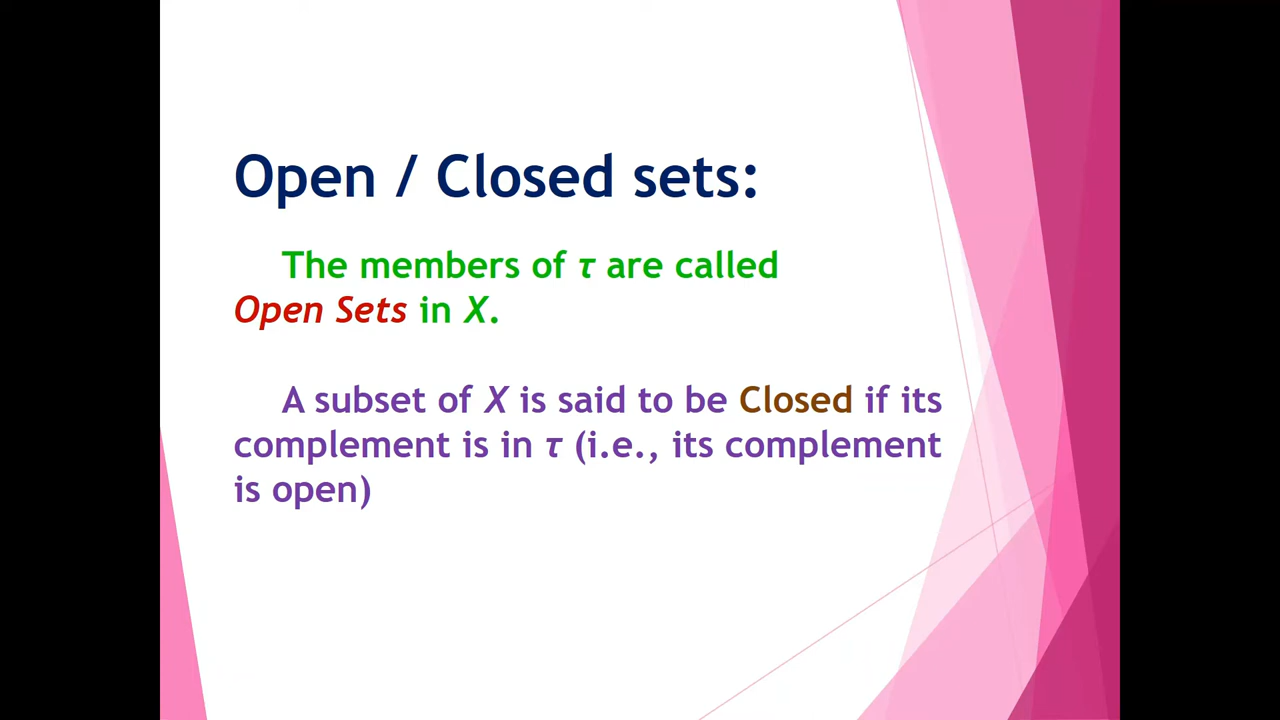 Open / Closed sets:
The members of τ are called
Open Sets in X.
A subset of X is said to be Closed if its
complement is in τ (i.e., its complement
is open)